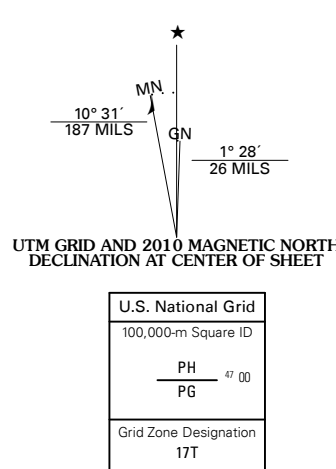 ★
MN
10° 31´
187 MILS
GN
1° 28´
26 MILS
UTM GRID AND 2010 MAGNETIC NORTH
DECLINATION AT CENTER OF SHEET
U.S. National Grid
100,000-m Square ID
PH
47 00
PG
Grid Zone Designation
17T